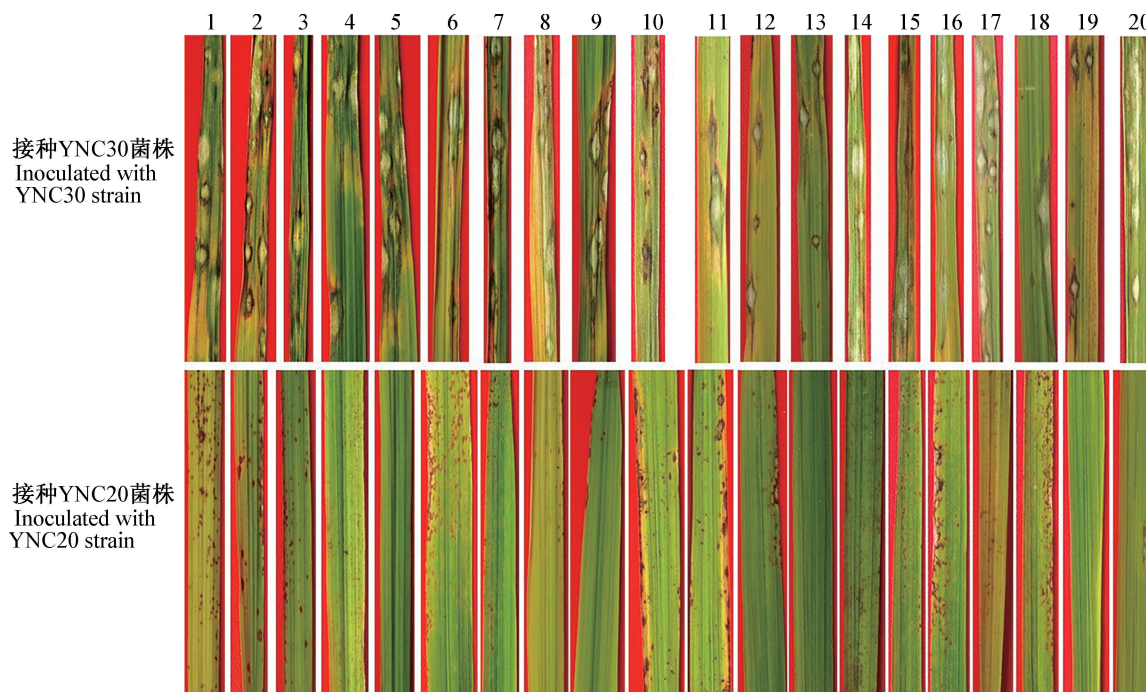 1 2 3 4 5 6 7 8 9 10 11 12 13 14 15 16 17 18 19 20
接种YNC30菌株
Inoculated with
YNC30 strain
接种YNC20菌株
Inoculated with
YNC20 strain